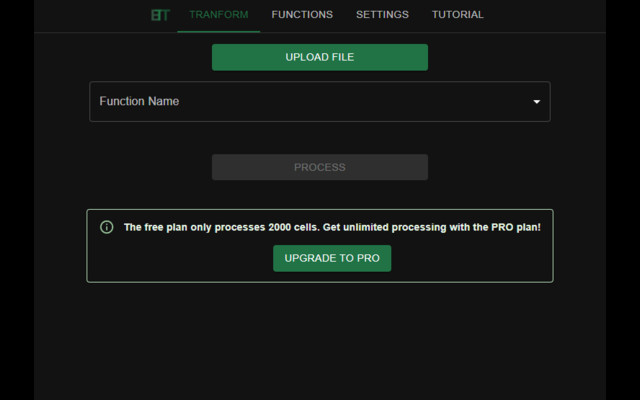 ET
TRANFORM FUNCTIONS SETTINGS TUTORIAL
UPLOAD FILE
Function Name
PROCESS
The free plan only processes 2000 cells. Get unlimited processing with the PRO plan!
UPGRADE TO PRO